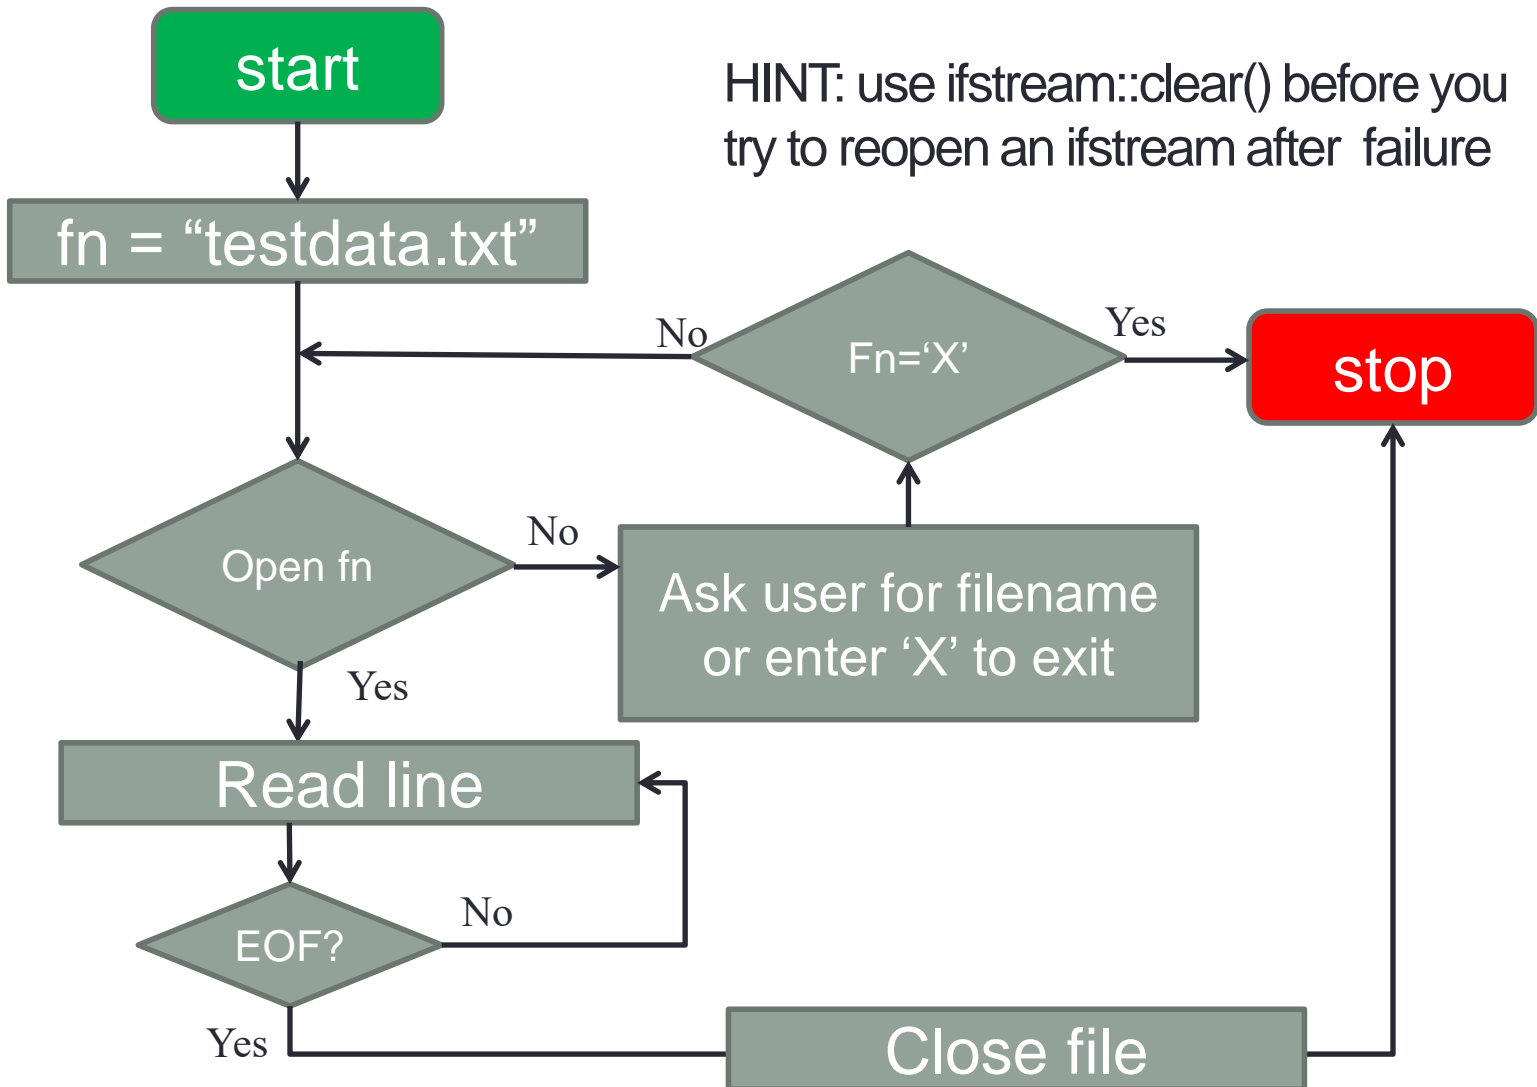 start
HINT: use ifstream::clear() before you
try to reopen an ifstream after failure
fn = “testdata.txt”
No
Fn=‘X’
Yes
stop
Open fn
No
Ask user for filename
or enter ‘X’ to exit
Yes
Read line
No
EOF?
Yes
Close file